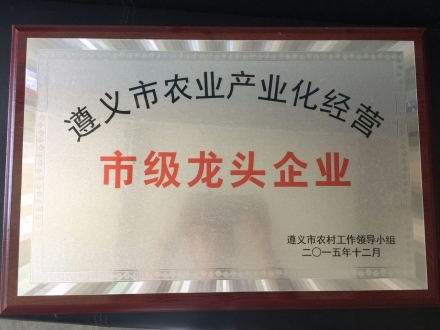 遵义市农业产业化经营
市级龙头企业
遵义市农村工作领导小组
二〇一五年十二月